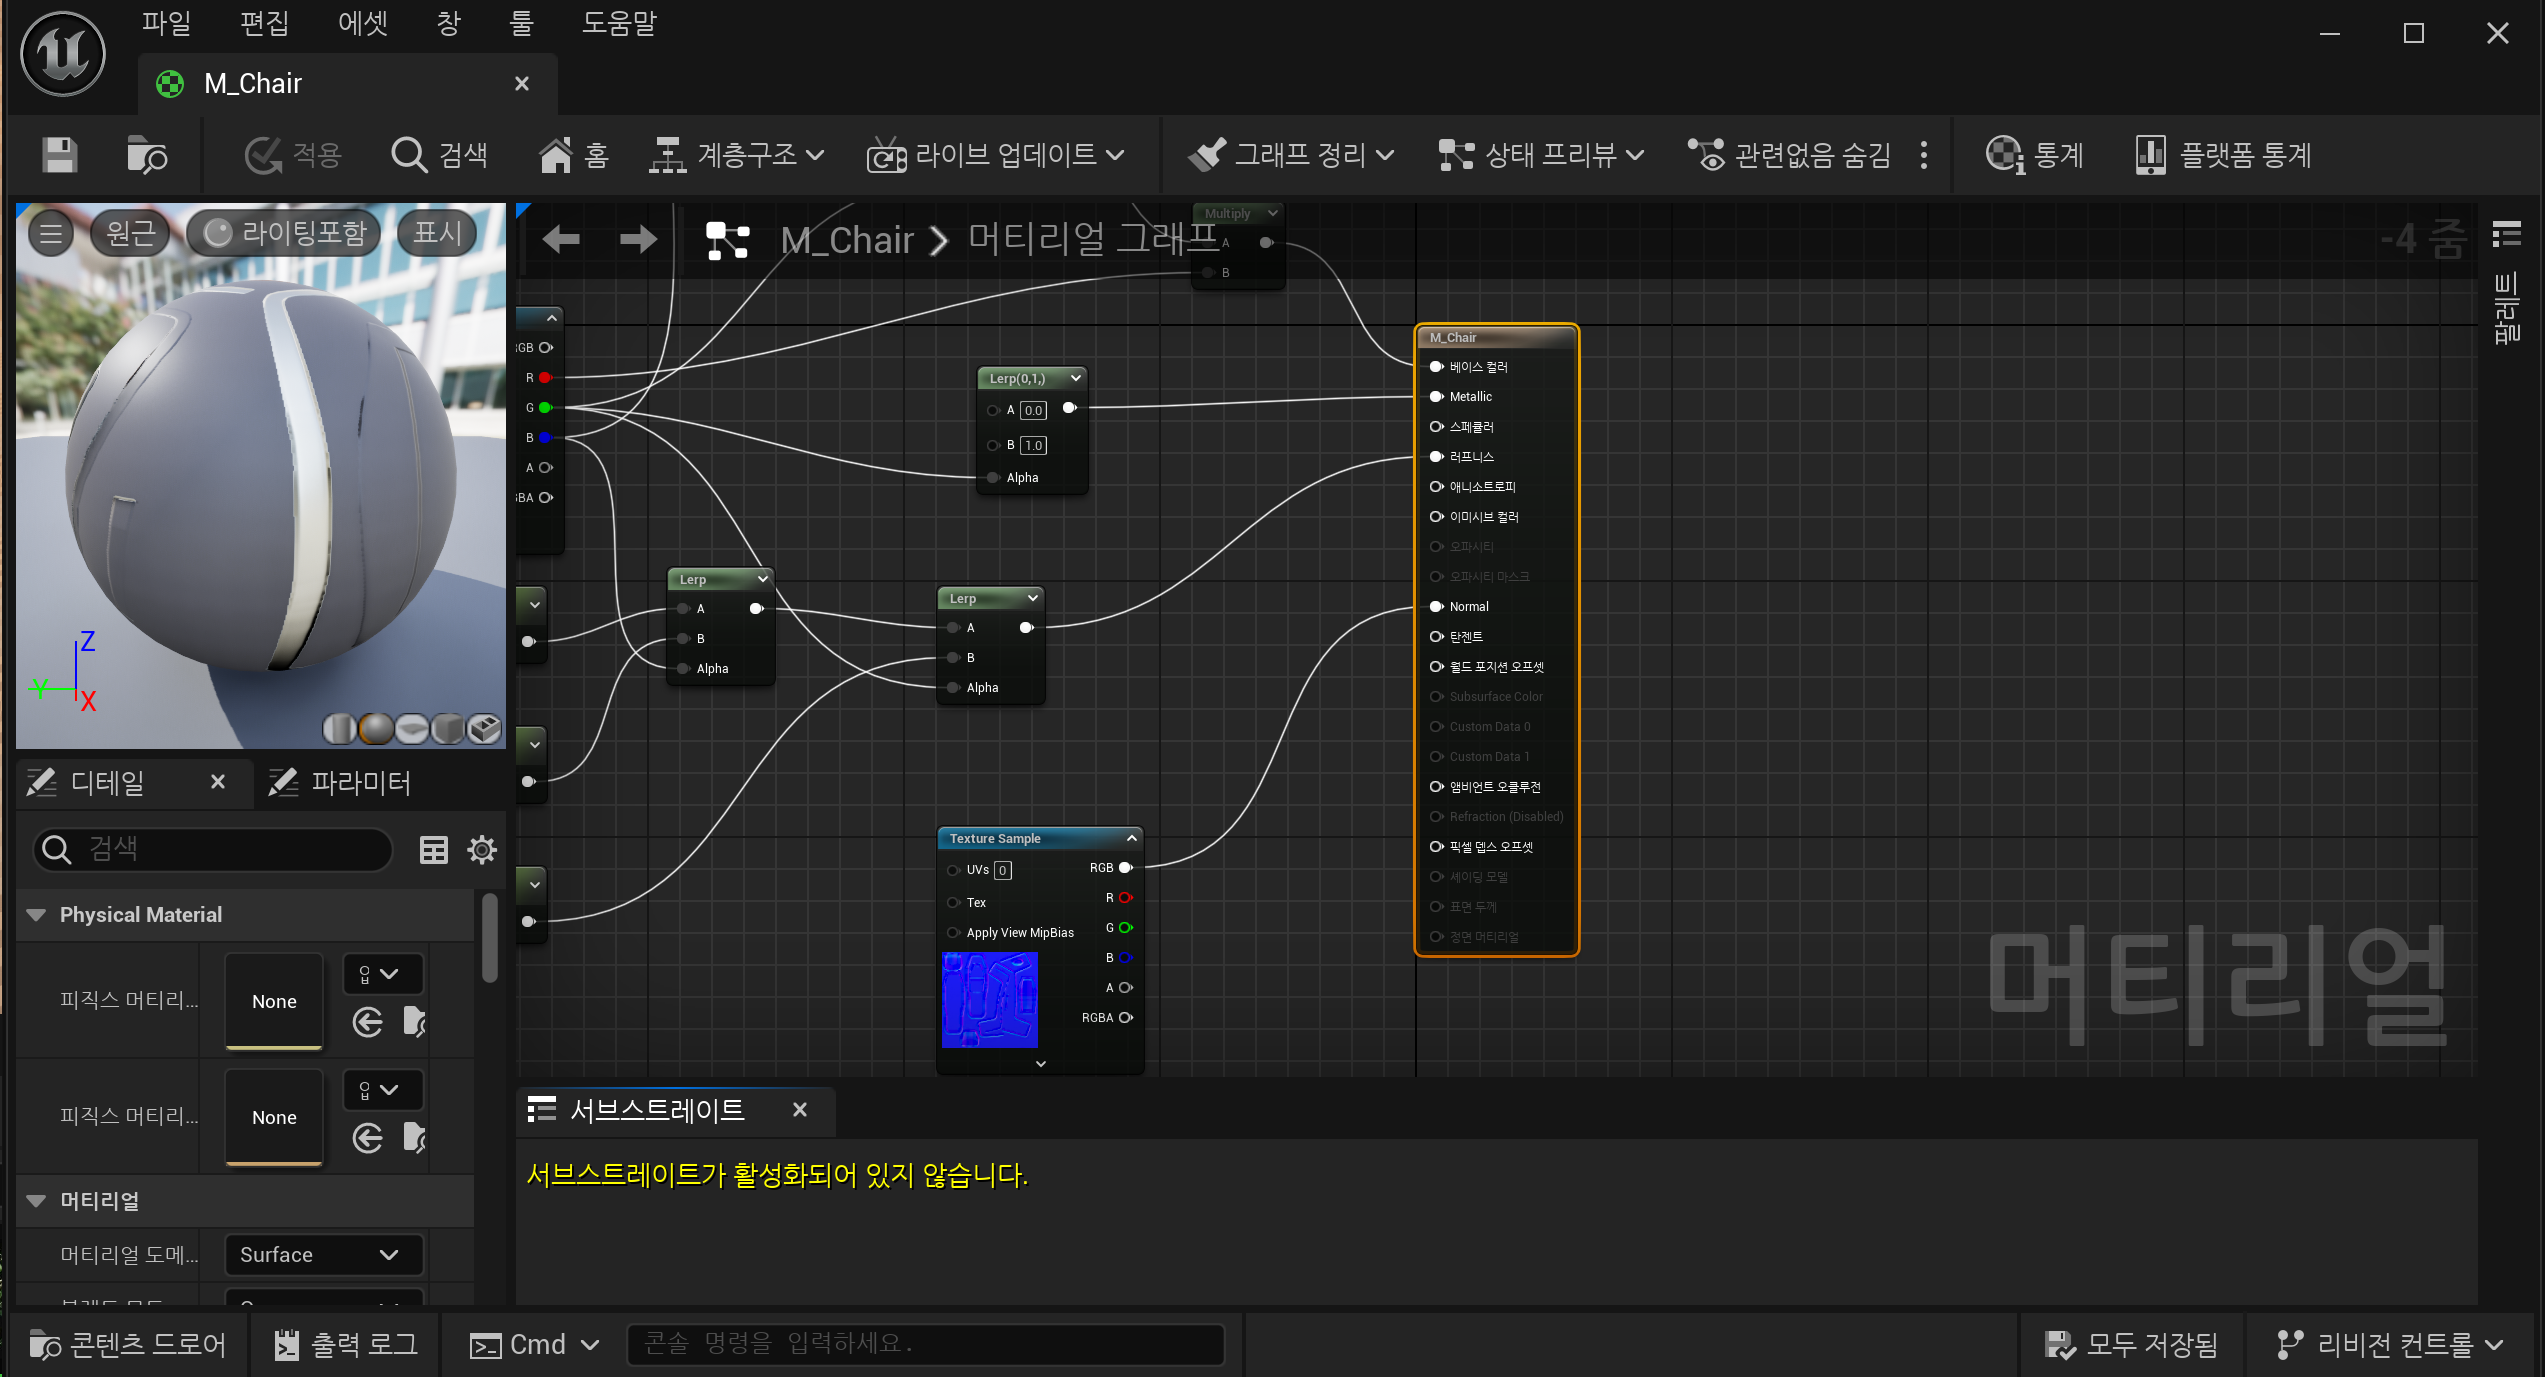 파일 편집 에셋 창 툴 도움말
M_Chair
적용 검색 홈 계층구조 라이브 업데이트 그래프 정리 상태 프리뷰 관련없음 숨김 통계 플랫폼 통계
원근 라이팅포함 표시
Z
Y
X
M_Chair 머티리얼 그래프
-4 줌
팔레트
Multiply
A
B
RGB
R
G
B
A
Lerp(0,1,)
A 0.0
B 1.0
Alpha
Lerp
A
B
Alpha
Lerp
A
B
Alpha
Texture Sample
UVs 0 RGB
R
Tex
G
Apply View MipBias
B
A
RGBA
M_Chair
베이스 컬러
Metallic
스페큘러
러프니스
애니소트로피
이미시브 컬러
오파시티
오파시티 마스크
Normal
탄젠트
월드 포지션 오프셋
Subsurface Color
Custom Data 0
Custom Data 1
앰비언트 오클루전
Refraction (Disabled)
픽셀 뎁스 오프셋
셰이딩 모델
표면 두께
정면 머티리얼
머티리얼
디테일 파라미터
검색
Physical Material
피직스 머티리... None
피직스 머티리... None
머티리얼
머티리얼 도메... Surface
서브스트레이트
서브스트레이트가 활성화되어 있지 않습니다.
콘텐츠 드로어 출력 로그 Cmd 콘솔 명령을 입력하세요. 모두 저장됨 리비전 컨트롤